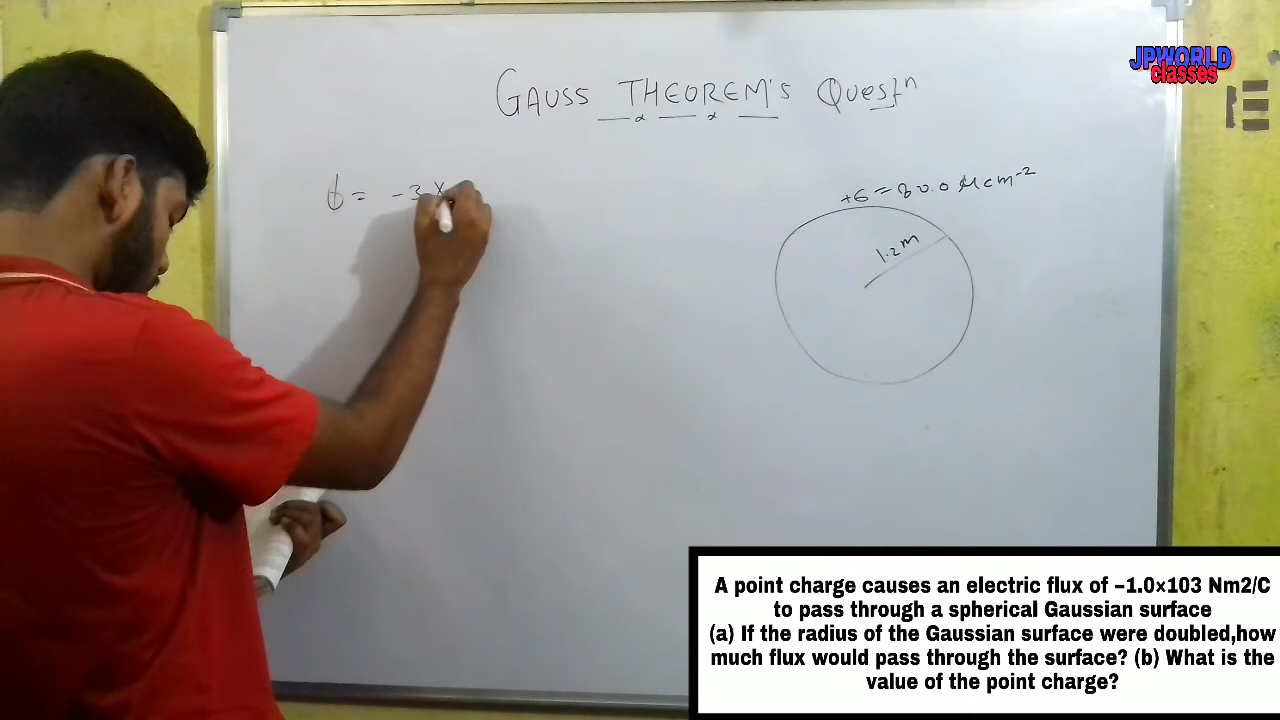 JPWORLD
classes
GAUSS THEOREM'S Questn
φ = -3 ×
+σ = 80.0 μcm-2
1.2m
A point charge causes an electric flux of –1.0×103 Nm2/C
to pass through a spherical Gaussian surface
(a) If the radius of the Gaussian surface were doubled,how
much flux would pass through the surface? (b) What is the
value of the point charge?